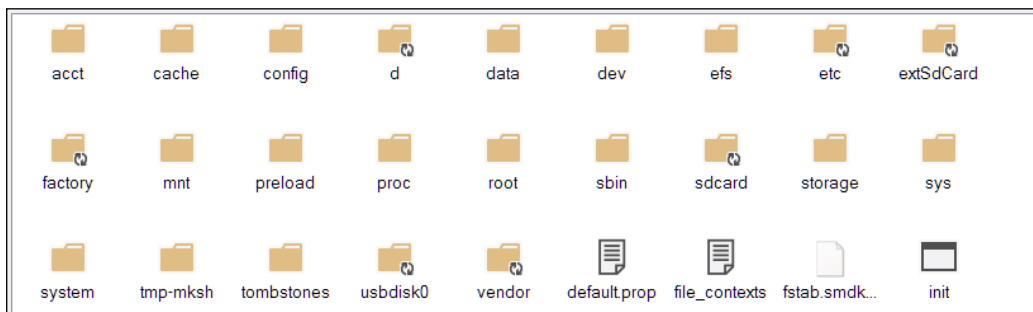 acct cache config d data dev efs etc extSdCard
factory mnt preload proc root sbin sdcard storage sys
system tmp-mksh tombstones usbdisk0 vendor default.prop file_contexts fstab.smdk... init